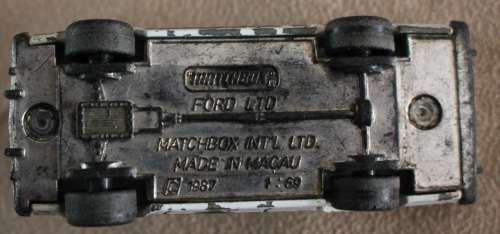 MATCHBOX
FORD LTD
MATCHBOX INT'L. LTD.
MADE IN MACAU
© 1987 1:69